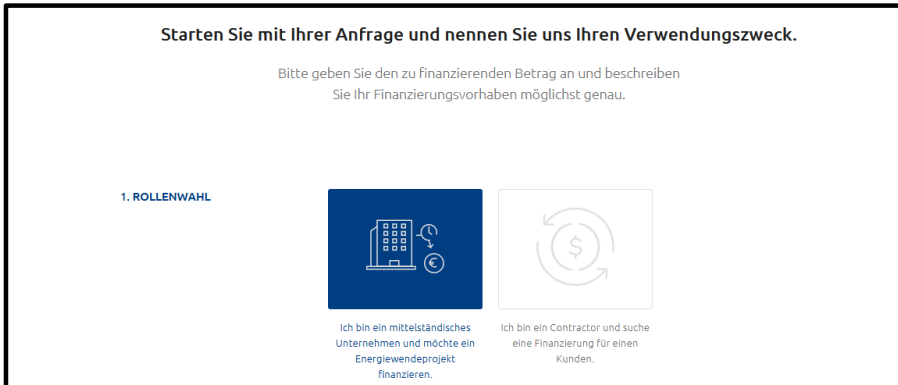 Starten Sie mit Ihrer Anfrage und nennen Sie uns Ihren Verwendungszweck.
Bitte geben Sie den zu finanzierenden Betrag an und beschreiben
Sie Ihr Finanzierungsvorhaben möglichst genau.
1. ROLLENWAHL
€
$
Ich bin ein mittelständisches
Unternehmen und möchte ein
Energiewendeprojekt
finanzieren.
Ich bin ein Contractor und suche
eine Finanzierung für einen
Kunden.